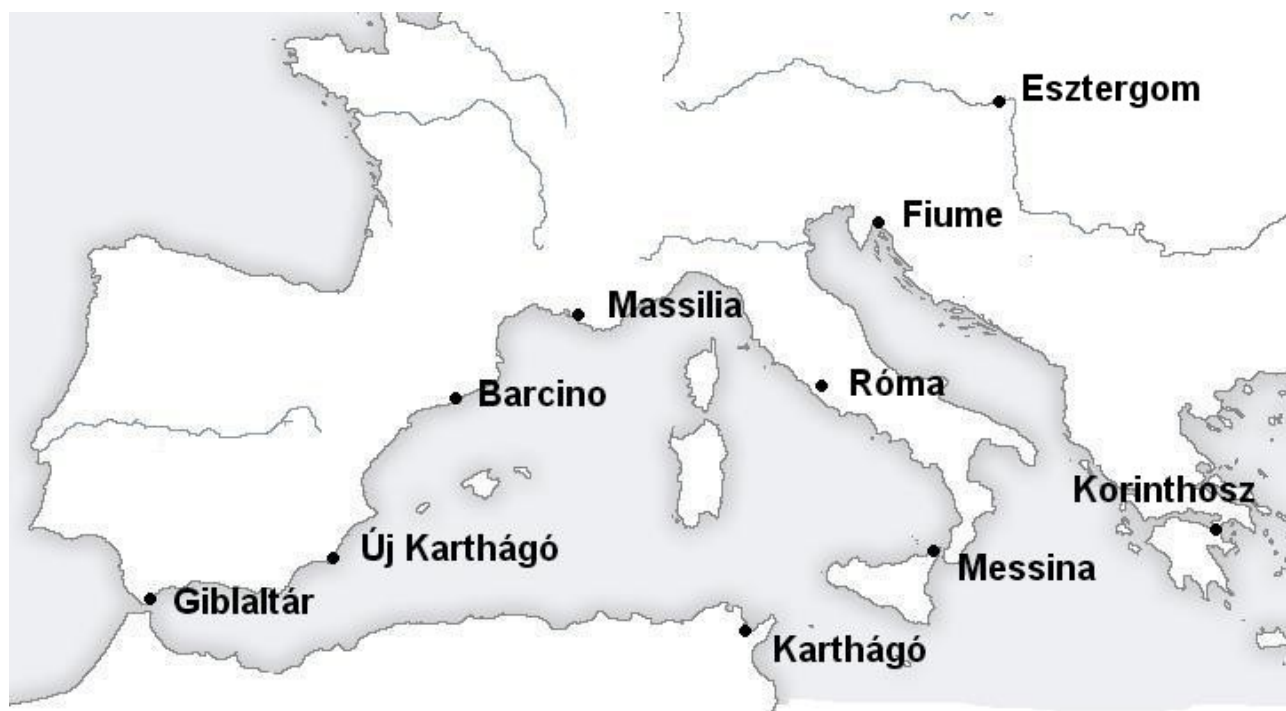 Esztergom
Fiume
Massilia
Róma
Barcino
Korinthosz
Új Karthágó
Messina
Giblaltár
Karthágó